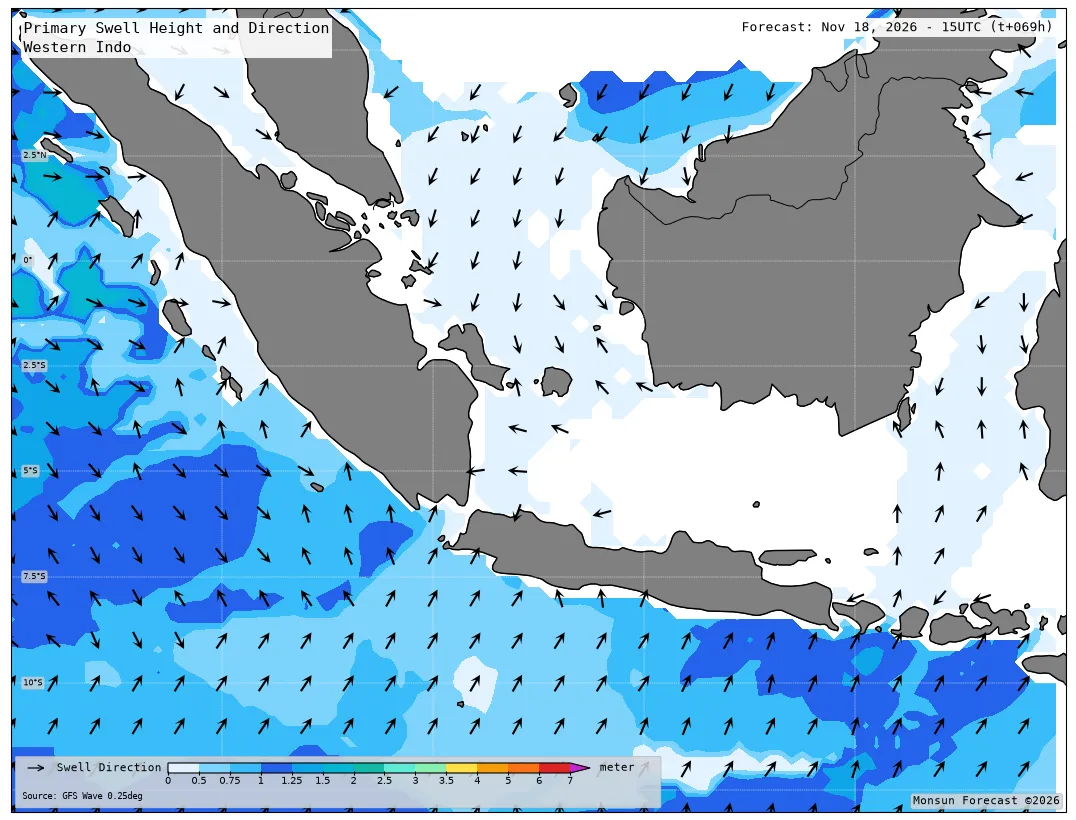 Primary Swell Height and Direction
Western Indo
Forecast: Nov 18, 2026 - 15UTC (t+069h)
2.5°N
0°
2.5°S
5°S
7.5°S
10°S
Swell Direction
0 0.5 0.75 1 1.25 1.5 2 2.5 3 3.5 4 5 6 7
meter
Source: GFS Wave 0.25deg
Monsun Forecast ©2026